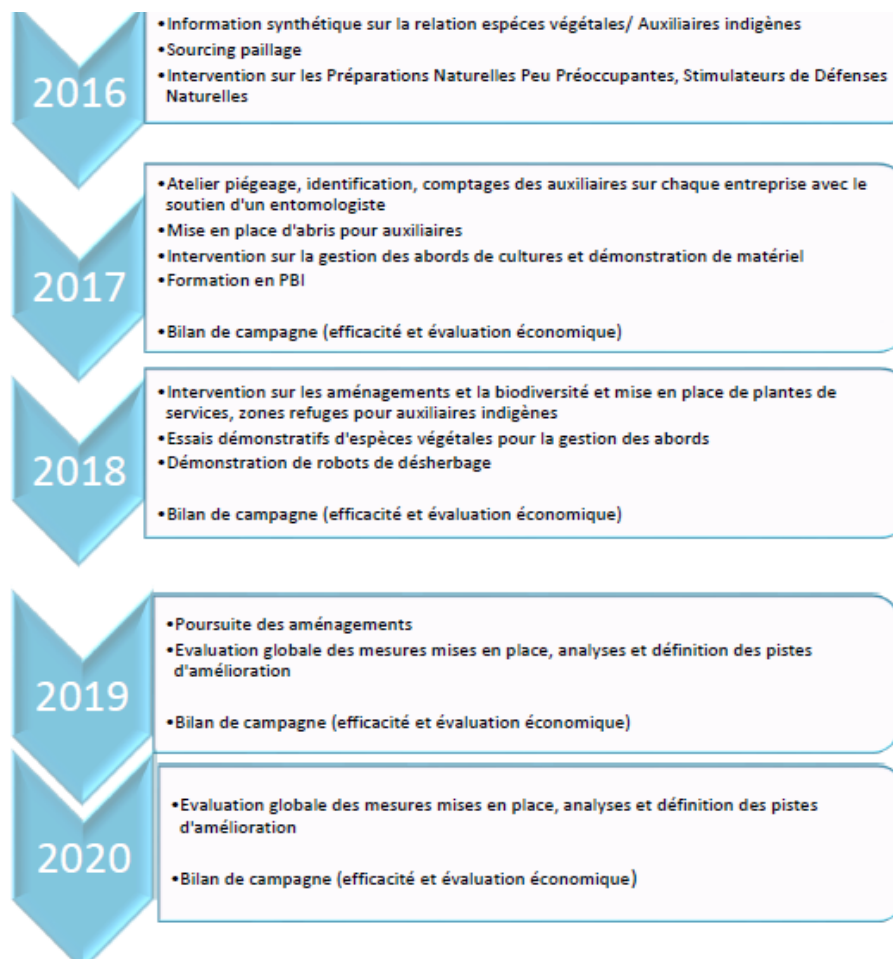 2016
•Information synthétique sur la relation espéces végétales/ Auxiliaires indigènes
•Sourcing paillage
•Intervention sur les Préparations Naturelles Peu Préoccupantes, Stimulateurs de Défenses
Naturelles
2017
•Atelier piégeage, identification, comptages des auxiliaires sur chaque entreprise avec le
soutien d'un entomologiste
•Mise en place d'abris pour auxiliaires
•Intervention sur la gestion des abords de cultures et démonstration de matériel
•Formation en PBI
•Bilan de campagne (efficacité et évaluation économique)
2018
•Intervention sur les aménagements et la biodiversité et mise en place de plantes de
services, zones refuges pour auxiliaires indigènes
•Essais démonstratifs d'espèces végétales pour la gestion des abords
•Démonstration de robots de désherbage
•Bilan de campagne (efficacité et évaluation économique)
2019
•Poursuite des aménagements
•Evaluation globale des mesures mises en place, analyses et définition des pistes
d'amélioration
•Bilan de campagne (efficacité et évaluation économique)
2020
•Evaluation globale des mesures mises en place, analyses et définition des pistes
d'amélioration
•Bilan de campagne (efficacité et évaluation économique)